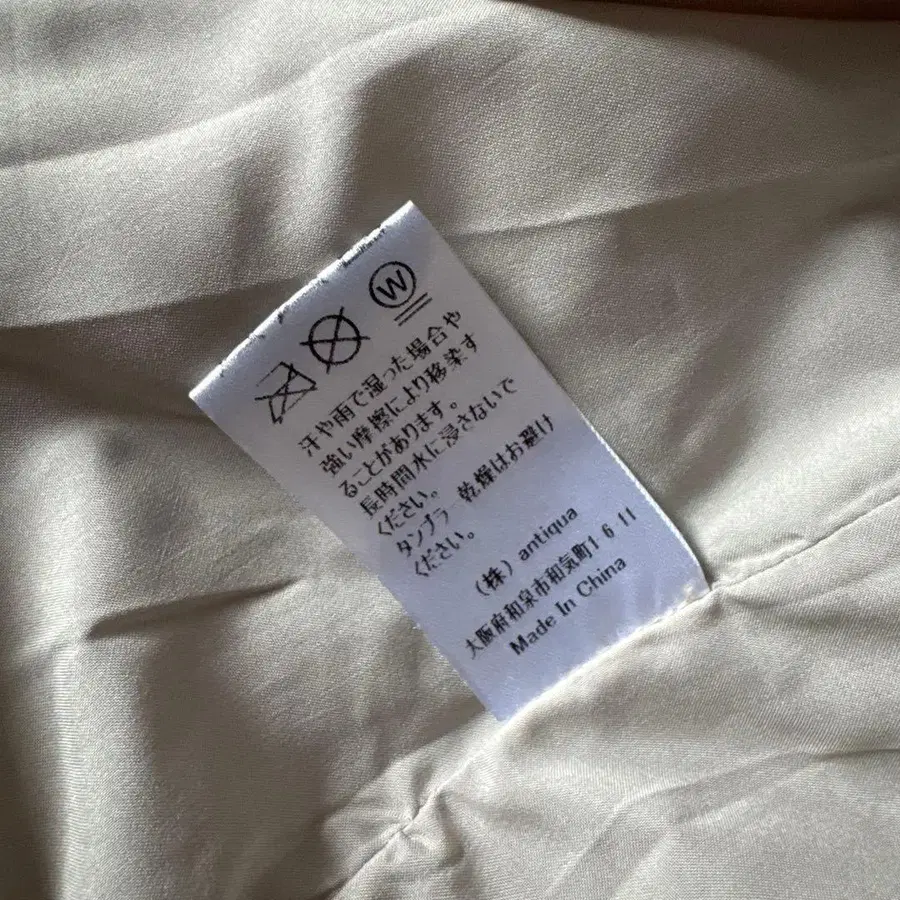 W
汗や雨で湿った場合や
強い摩擦により移染す
ることがあります。
長時間水に浸さないで
ください。
タンブラー乾燥はお避け
ください。
(株) antiqua
大阪府和泉市和気町1 6 11
Made In China